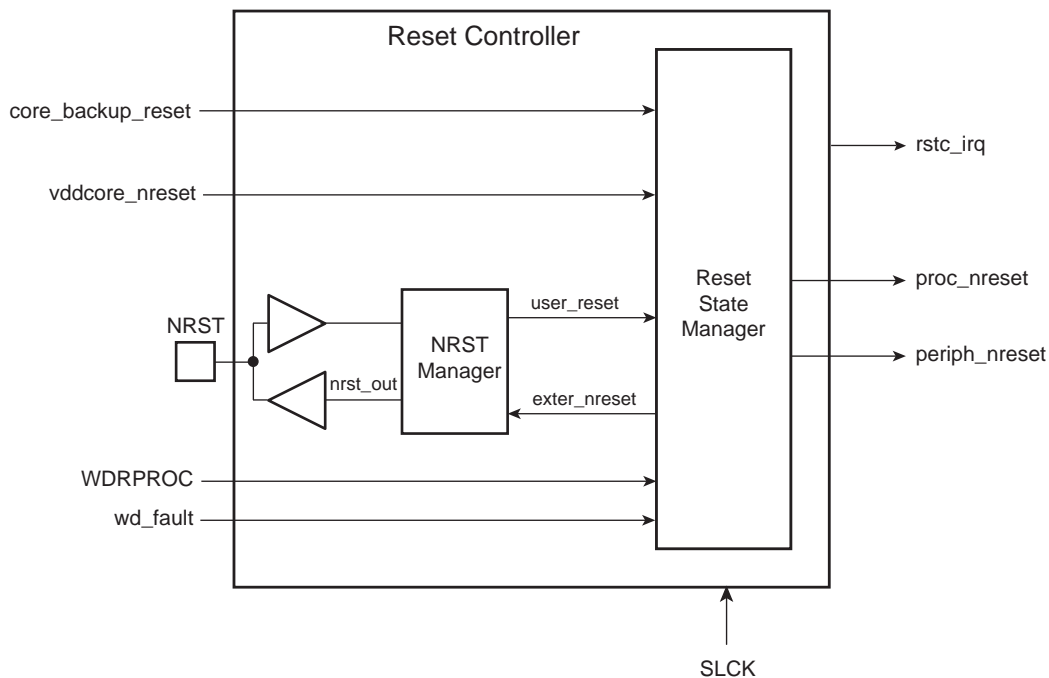 Reset Controller
core_backup_reset
rstc_irq
vddcore_nreset
Reset
State
Manager
proc_nreset
user_reset
NRST
NRST
Manager
periph_nreset
nrst_out
exter_nreset
WDRPROC
wd_fault
SLCK